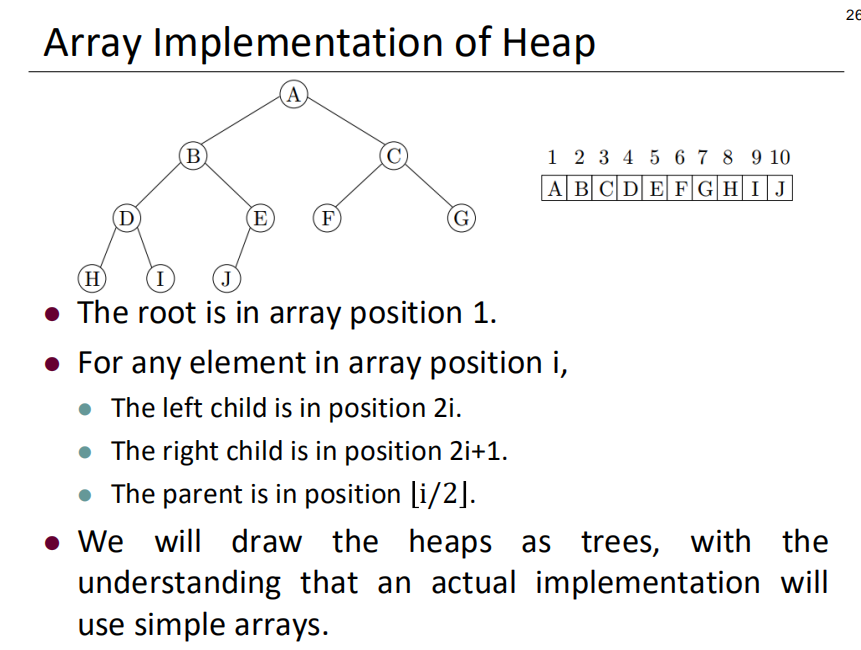 26
Array Implementation of Heap
A
B C
D E F G
H I J
1 2 3 4 5 6 7 8 9 10
A B C D E F G H I J
● The root is in array position 1.
● For any element in array position i,
● The left child is in position 2i.
● The right child is in position 2i+1.
● The parent is in position ⌊i/2⌋.
● We will draw the heaps as trees, with the
understanding that an actual implementation will
use simple arrays.